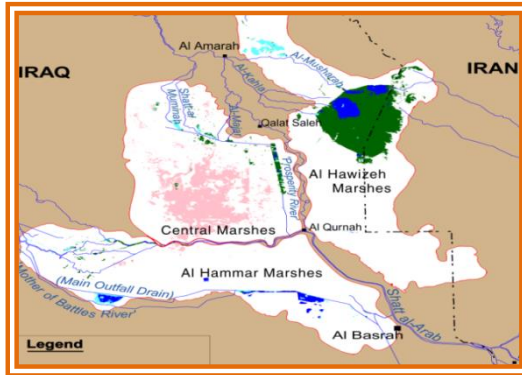 Al Amarah
IRAQ
IRAN
Al-Musharah
Al-Kahla
Shatt al
Muminah
Al-Majar
Qalat Saleh
Al Hawizeh
Marshes
'Prosperity River'
Central Marshes
Al Qurnah
Al Hammar Marshes
(Main Outfall Drain)
'Mother of Battles River'
Shatt al-Arab
Al Basrah
Legend